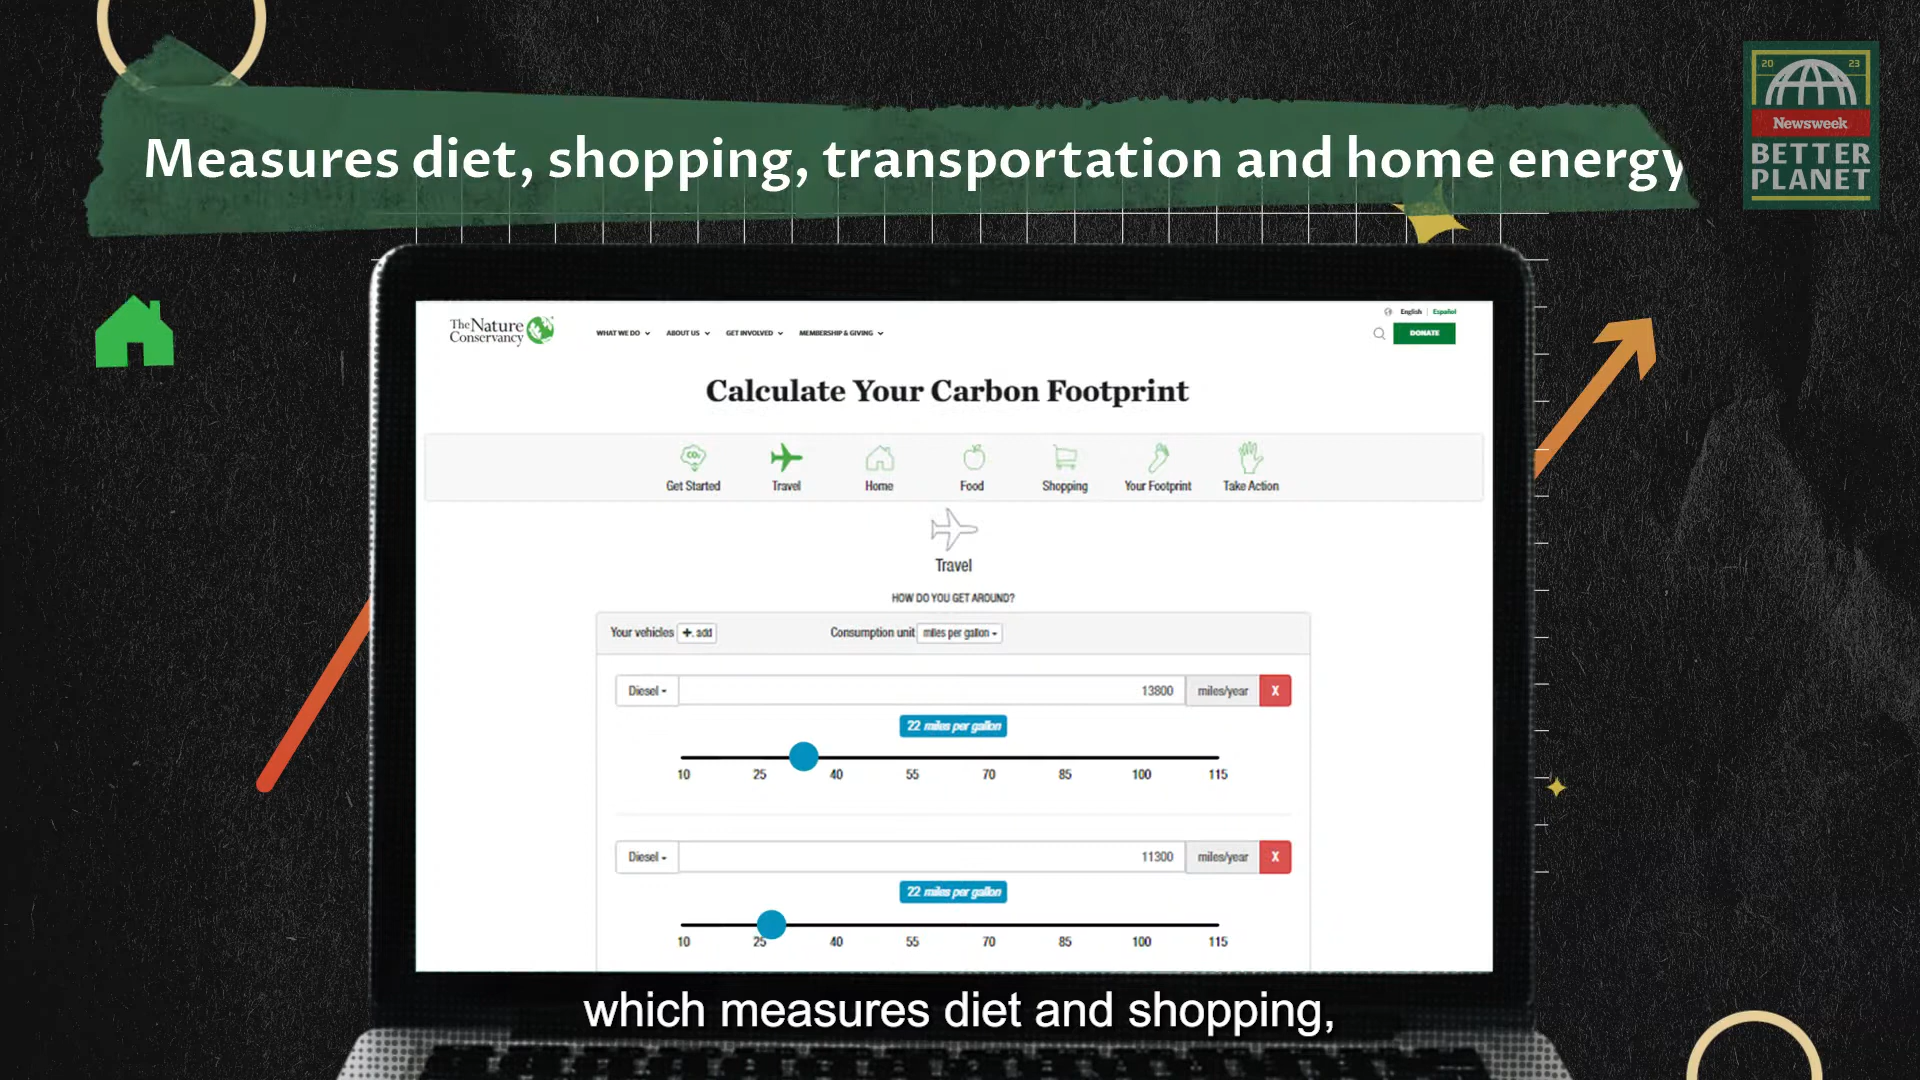 Measures diet, shopping, transportation and home energy
20 23
Newsweek
BETTER
PLANET
The Nature
Conservancy
WHAT WE DO
ABOUT US
GET INVOLVED
MEMBERSHIP & GIVING
English | Español
DONATE
Calculate Your Carbon Footprint
CO₂
Get Started
Travel
Home
Food
Shopping
Your Footprint
Take Action
Travel
HOW DO YOU GET AROUND?
Your vehicles +. add
Consumption unit miles per gallon
Diesel 13800 miles/year X
22 miles per gallon
10 25 40 55 70 85 100 115
Diesel 11300 miles/year X
22 miles per gallon
10 25 40 55 70 85 100 115
which measures diet and shopping,